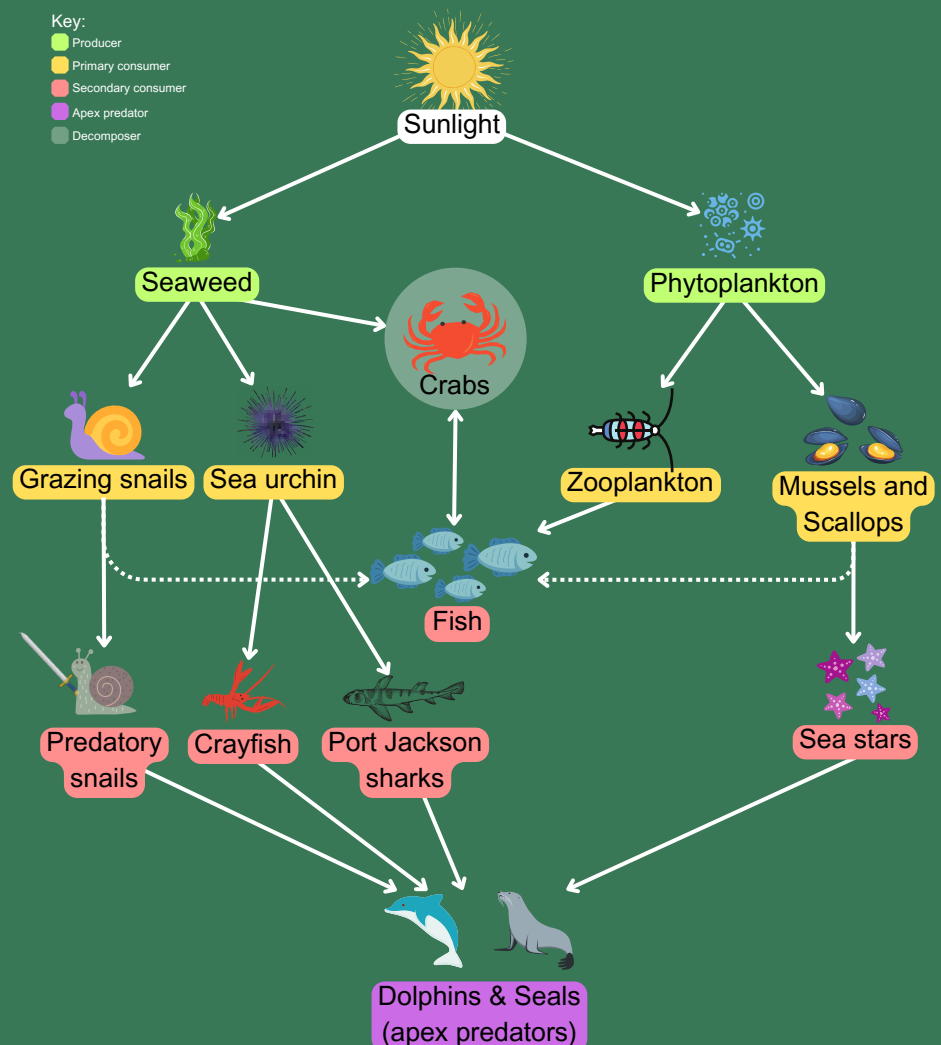 Key:
Producer
Primary consumer
Secondary consumer
Apex predator
Decomposer
Sunlight
Seaweed
Phytoplankton
Crabs
Grazing snails
Sea urchin
Zooplankton
Mussels and
Scallops
Fish
Predatory
snails
Crayfish
Port Jackson
sharks
Sea stars
Dolphins & Seals
(apex predators)